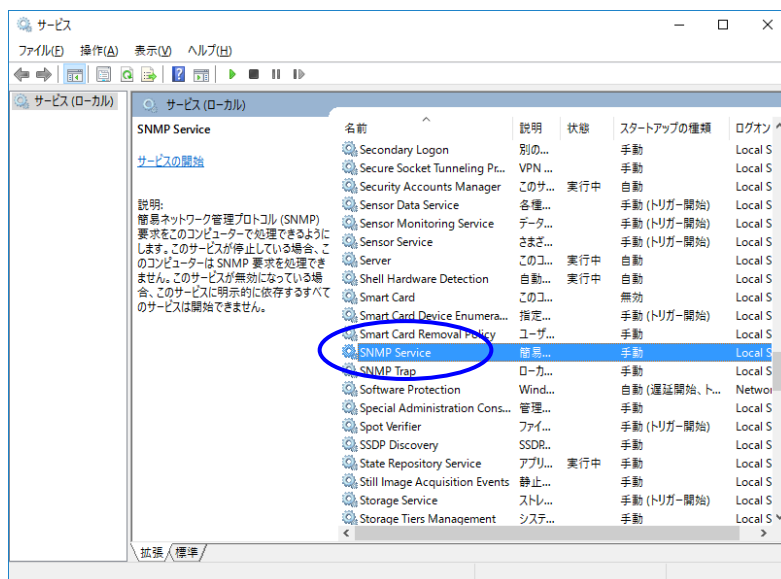 サービス
ファイル(F) 操作(A) 表示(V) ヘルプ(H)
サービス (ローカル)
サービス (ローカル)
SNMP Service
サービスの開始
説明:
簡易ネットワーク管理プロトコル (SNMP)
要求をこのコンピューターで処理できるように
します。このサービスが停止している場合、こ
のコンピューターは SNMP 要求を処理でき
ません。このサービスが無効になっている場
合、このサービスに明示的に依存するすべて
のサービスは開始できません。
名前 説明 状態 スタートアップの種類 ログオン
Secondary Logon 別の... 手動 Local S
Secure Socket Tunneling Pr... VPN ... 手動 Local S
Security Accounts Manager このサ... 実行中 自動 Local S
Sensor Data Service 各種... 手動 (トリガー開始) Local S
Sensor Monitoring Service データ... 手動 (トリガー開始) Local S
Sensor Service さまざ... 手動 (トリガー開始) Local S
Server このコ... 実行中 自動 Local S
Shell Hardware Detection 自動... 実行中 自動 Local S
Smart Card このコ... 無効 Local S
Smart Card Device Enumera... 指定... 手動 (トリガー開始) Local S
Smart Card Removal Policy ユーザ... 手動 Local S
SNMP Service 簡易... 手動 Local S
SNMP Trap ローカ... 手動 Local S
Software Protection Wind... 自動 (遅延開始、ト... Networ
Special Administration Cons... 管理... 手動 Local S
Spot Verifier ファイ... 手動 (トリガー開始) Local S
SSDP Discovery SSDP... 手動 Local S
State Repository Service アプリ... 実行中 手動 Local S
Still Image Acquisition Events 静止... 手動 Local S
Storage Service ストレ... 手動 (トリガー開始) Local S
Storage Tiers Management システ... 手動 Local S
拡張 標準